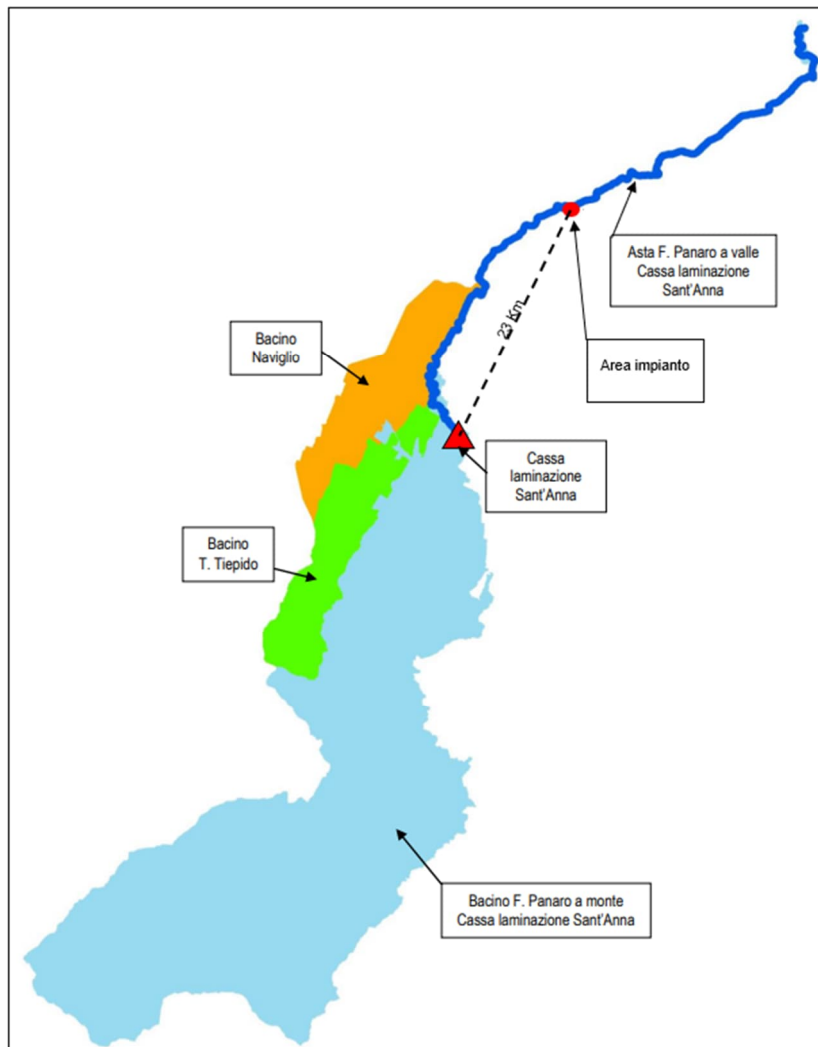 Asta F. Panaro a valle
Cassa laminazione
Sant'Anna
23 Km
Bacino
Naviglio
Area impianto
Cassa
laminazione
Sant'Anna
Bacino
T. Tiepido
Bacino F. Panaro a monte
Cassa laminazione Sant'Anna